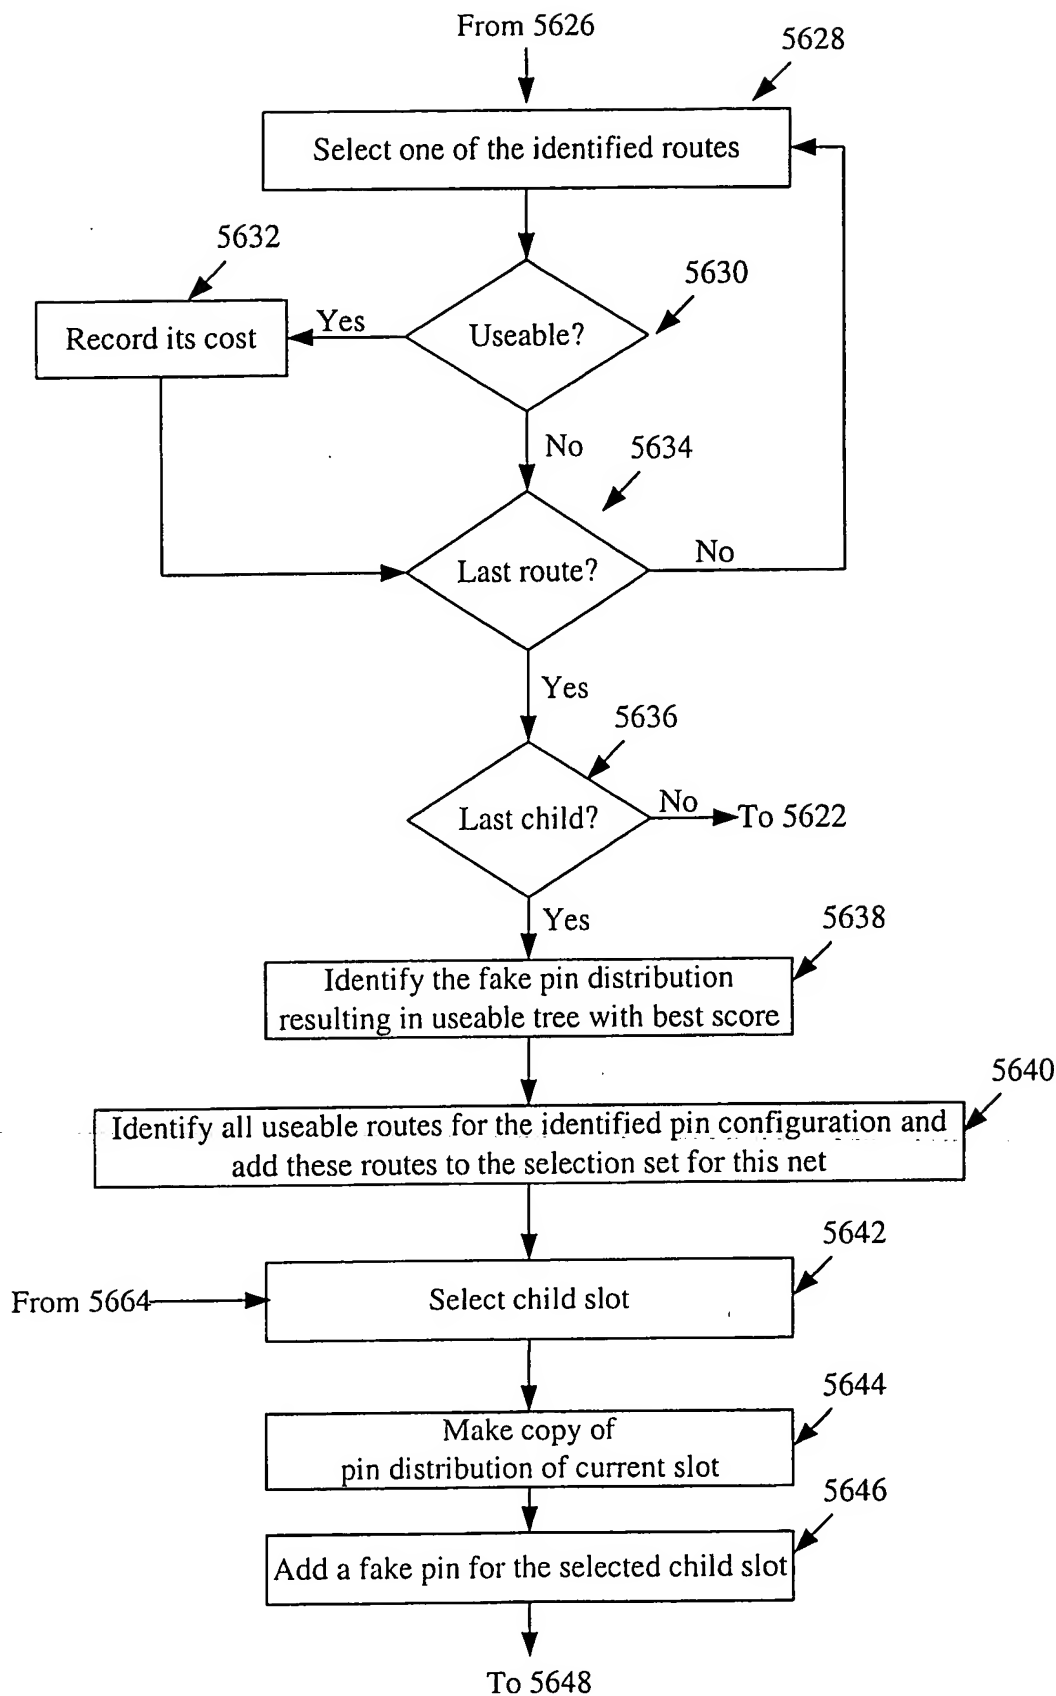 From 5626
5628
Select one of the identified routes
5632
5630
Record its cost
Yes
Useable?
No
5634
Last route?
No
Yes
5636
Last child?
No
To 5622
Yes
5638
Identify the fake pin distribution
resulting in useable tree with best score
5640
Identify all useable routes for the identified pin configuration and
add these routes to the selection set for this net
5642
From 5664
Select child slot
5644
Make copy of
pin distribution of current slot
5646
Add a fake pin for the selected child slot
To 5648